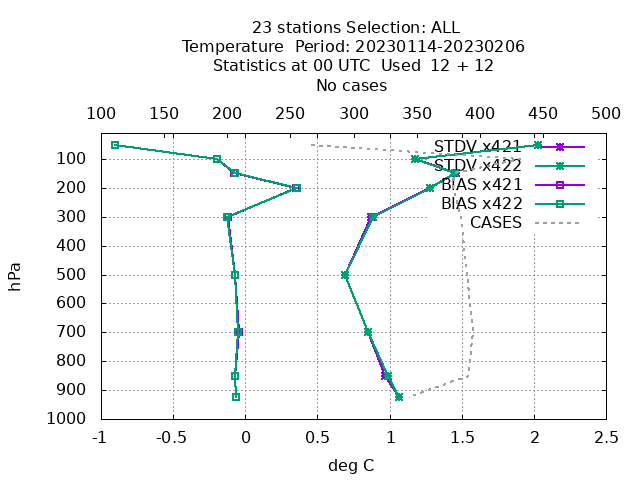 23 stations Selection: ALL
Temperature  Period: 20230114-20230206
Statistics at 00 UTC  Used  12 + 12
No cases
100 150 200 250 300 350 400 450 500
STDV x421
STDV x422
BIAS x421
BIAS x422
CASES
hPa
100
200
300
400
500
600
700
800
900
1000
-1 -0.5 0 0.5 1 1.5 2 2.5
deg C